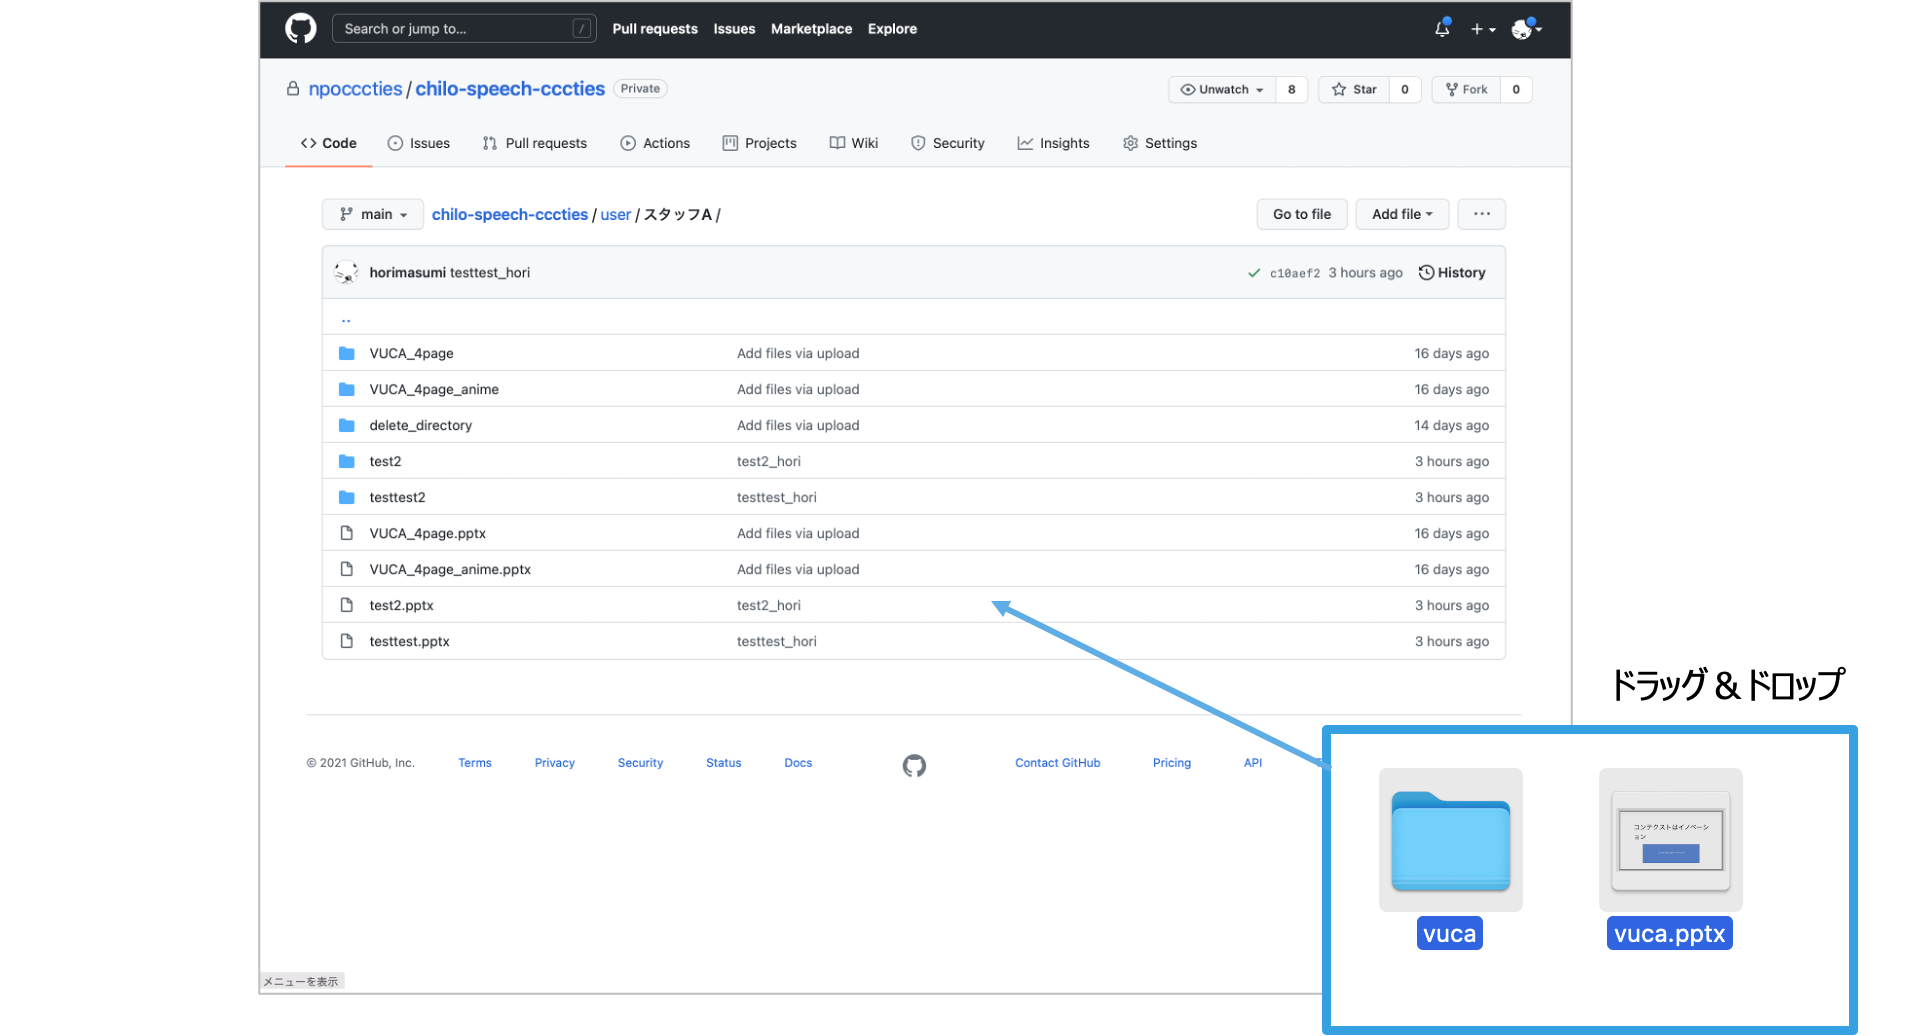 Search or jump to... /
Pull requests Issues Marketplace Explore
npocccties / chilo-speech-cccties Private
Unwatch 8 Star 0 Fork 0
Code Issues Pull requests Actions Projects Wiki Security Insights Settings
main chilo-speech-cccties / user / スタッフA /
Go to file Add file ...
horimasumi testtest_hori c10aef2 3 hours ago History
..
VUCA_4page Add files via upload 16 days ago
VUCA_4page_anime Add files via upload 16 days ago
delete_directory Add files via upload 14 days ago
test2 test2_hori 3 hours ago
testtest2 testtest_hori 3 hours ago
VUCA_4page.pptx Add files via upload 16 days ago
VUCA_4page_anime.pptx Add files via upload 16 days ago
test2.pptx test2_hori 3 hours ago
testtest.pptx testtest_hori 3 hours ago
ドラッグ & ドロップ
© 2021 GitHub, Inc. Terms Privacy Security Status Docs Contact GitHub Pricing API
コンテクストはイノベーシ
ョン
vuca vuca.pptx
メニューを表示